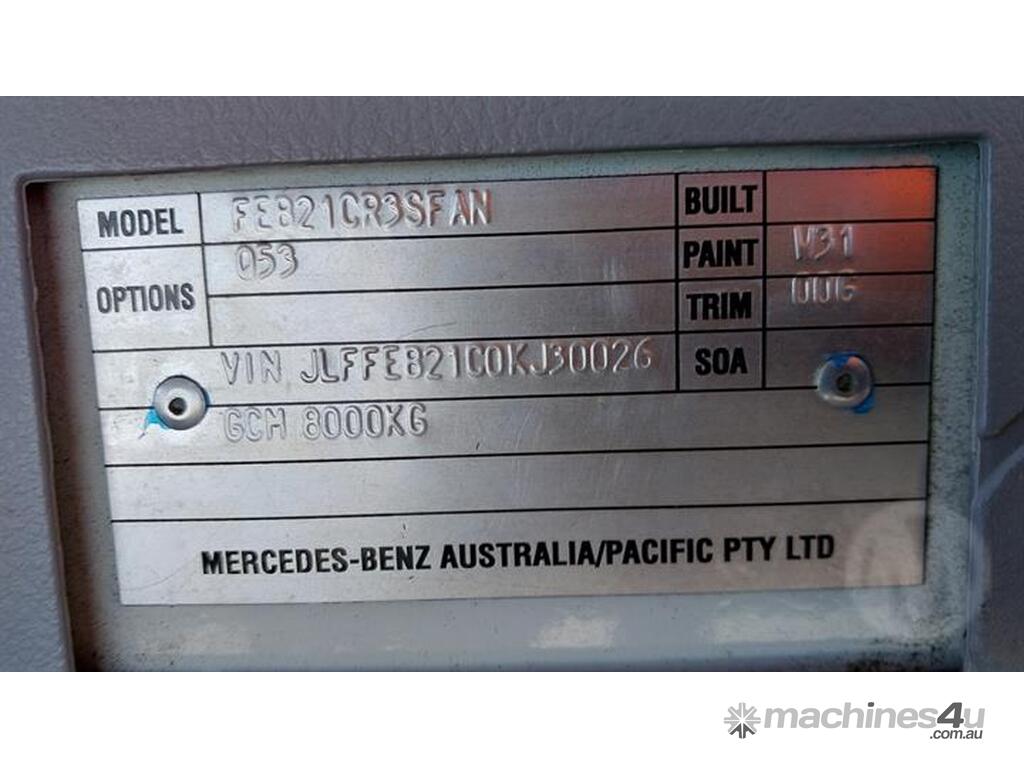 MODEL FE821CR3SFAN BUILT
OPTIONS 053 PAINT W31
TRIM 00G
VIN JLFFE821C0KJ30026 SOA
GCM 8000KG
MERCEDES-BENZ AUSTRALIA/PACIFIC PTY LTD
machines4u
.com.au